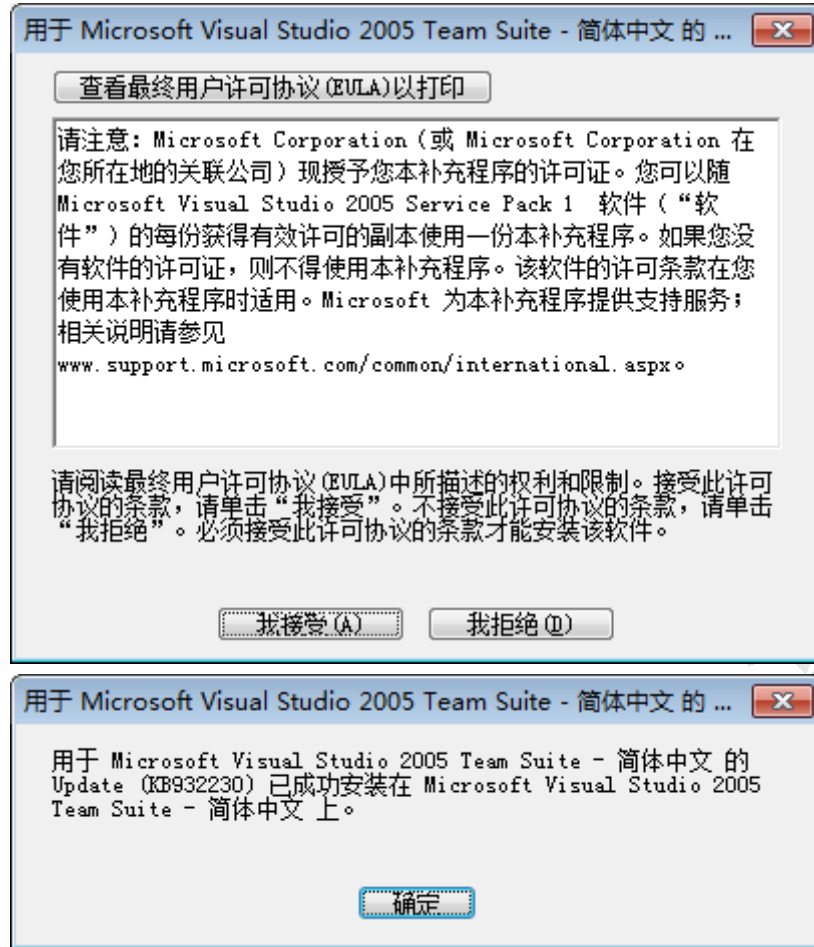 用于 Microsoft Visual Studio 2005 Team Suite - 简体中文 的 ...
查看最终用户许可协议(EULA)以打印
请注意：Microsoft Corporation（或 Microsoft Corporation 在
您所在地的关联公司）现授予您本补充程序的许可证。您可以随
Microsoft Visual Studio 2005 Service Pack 1 软件（“软
件”）的每份获得有效许可的副本使用一份本补充程序。如果您没
有软件的许可证，则不得使用本补充程序。该软件的许可条款在您
使用本补充程序时适用。Microsoft 为本补充程序提供支持服务；
相关说明请参见
www.support.microsoft.com/common/international.aspx。
请阅读最终用户许可协议(EULA)中所描述的权利和限制。接受此许可
协议的条款，请单击“我接受”。不接受此许可协议的条款，请单击
“我拒绝”。必须接受此许可协议的条款才能安装该软件。
我接受(A) 我拒绝(D)
用于 Microsoft Visual Studio 2005 Team Suite - 简体中文 的 ...
用于 Microsoft Visual Studio 2005 Team Suite - 简体中文 的
Update (KB932230) 已成功安装在 Microsoft Visual Studio 2005
Team Suite - 简体中文 上。
确定